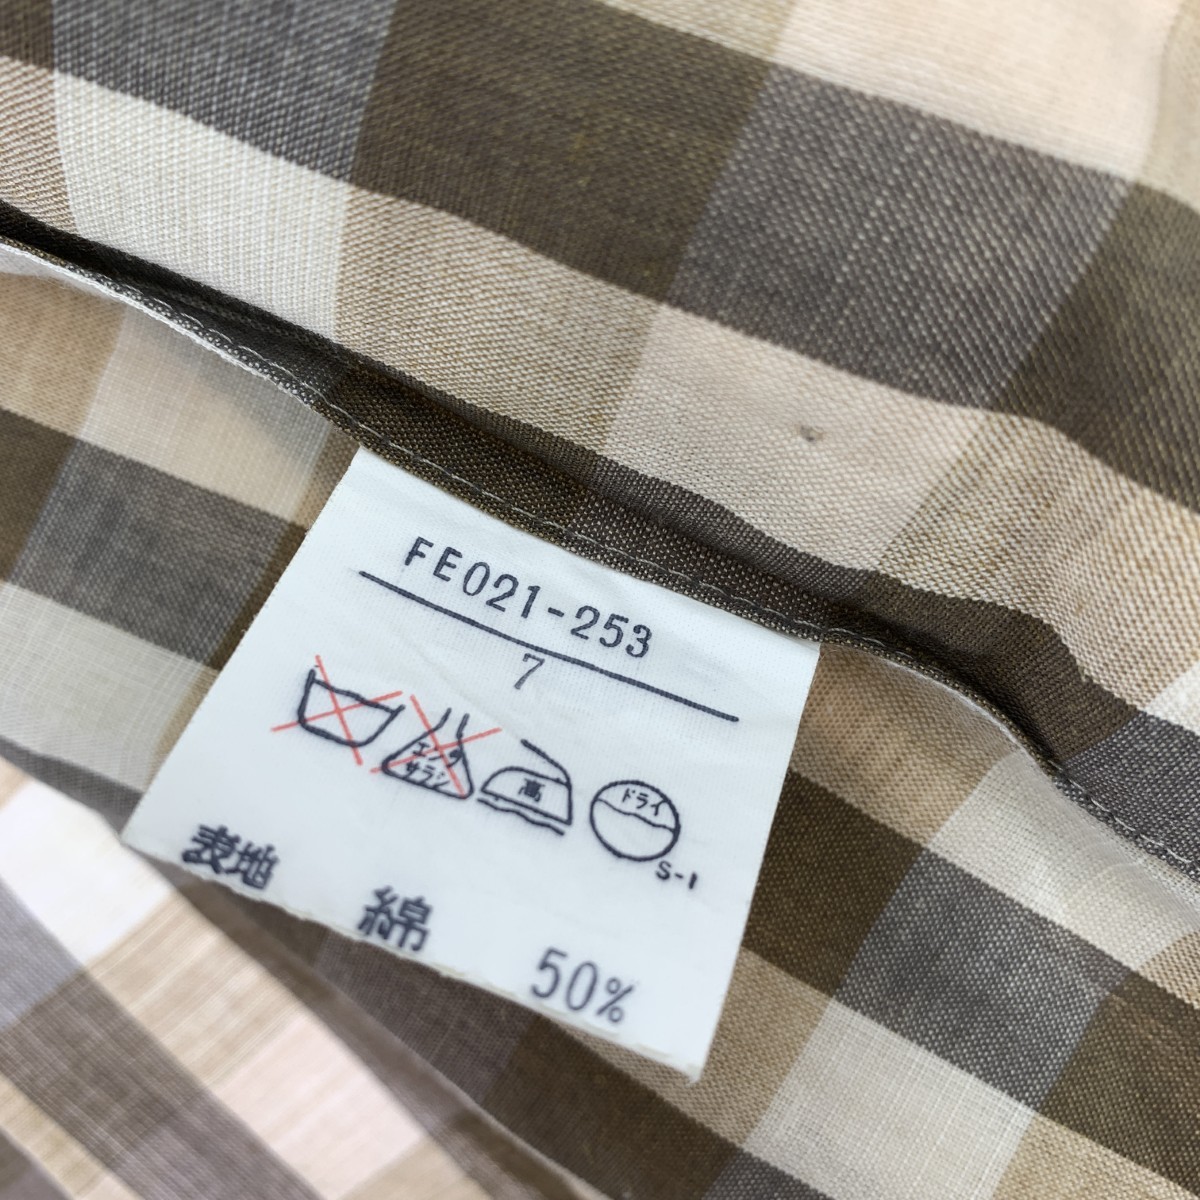 FE021-253
7
エンソ
サラシ
高
ドライ
S-1
表地 綿 50%